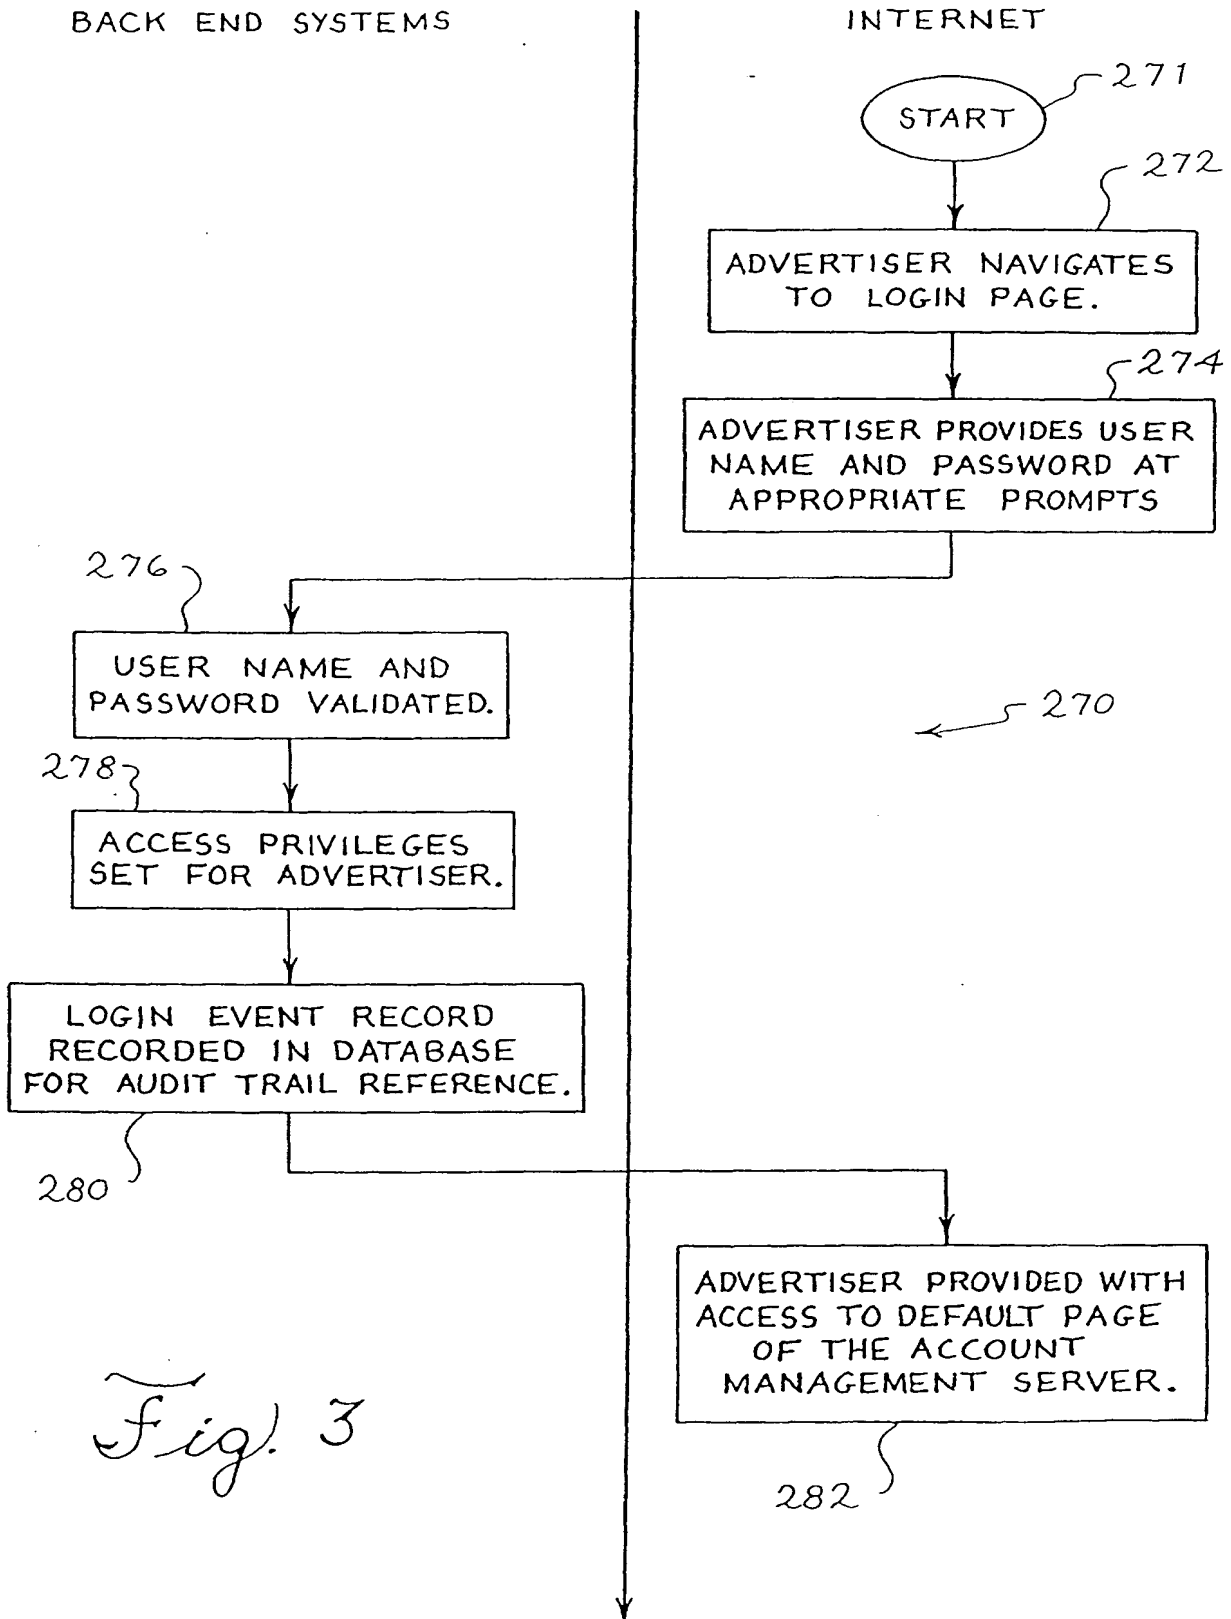 BACK END SYSTEMS
INTERNET
START
271
272
ADVERTISER NAVIGATES
TO LOGIN PAGE.
274
ADVERTISER PROVIDES USER
NAME AND PASSWORD AT
APPROPRIATE PROMPTS
276
USER NAME AND
PASSWORD VALIDATED.
270
278
ACCESS PRIVILEGES
SET FOR ADVERTISER.
LOGIN EVENT RECORD
RECORDED IN DATABASE
FOR AUDIT TRAIL REFERENCE.
280
ADVERTISER PROVIDED WITH
ACCESS TO DEFAULT PAGE
OF THE ACCOUNT
MANAGEMENT SERVER.
282
Fig. 3